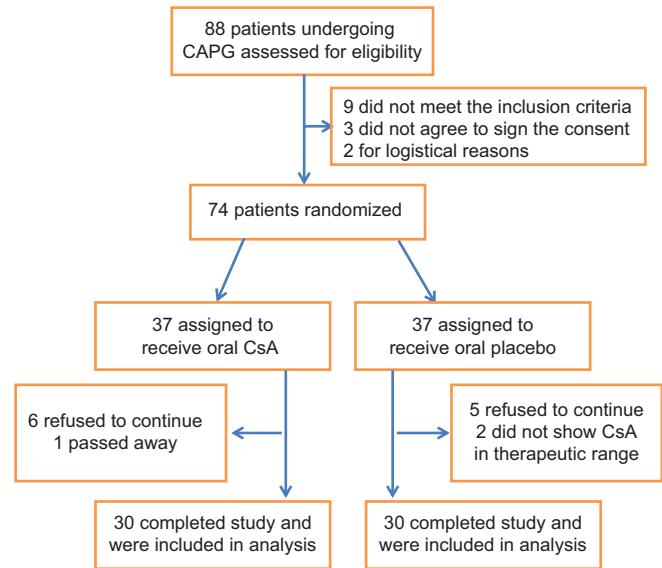 88 patients undergoing
CAPG assessed for eligibility
9 did not meet the inclusion criteria
3 did not agree to sign the consent
2 for logistical reasons
74 patients randomized
37 assigned to
receive oral CsA
37 assigned to
receive oral placebo
6 refused to continue
1 passed away
5 refused to continue
2 did not show CsA
in therapeutic range
30 completed study and
were included in analysis
30 completed study and
were included in analysis